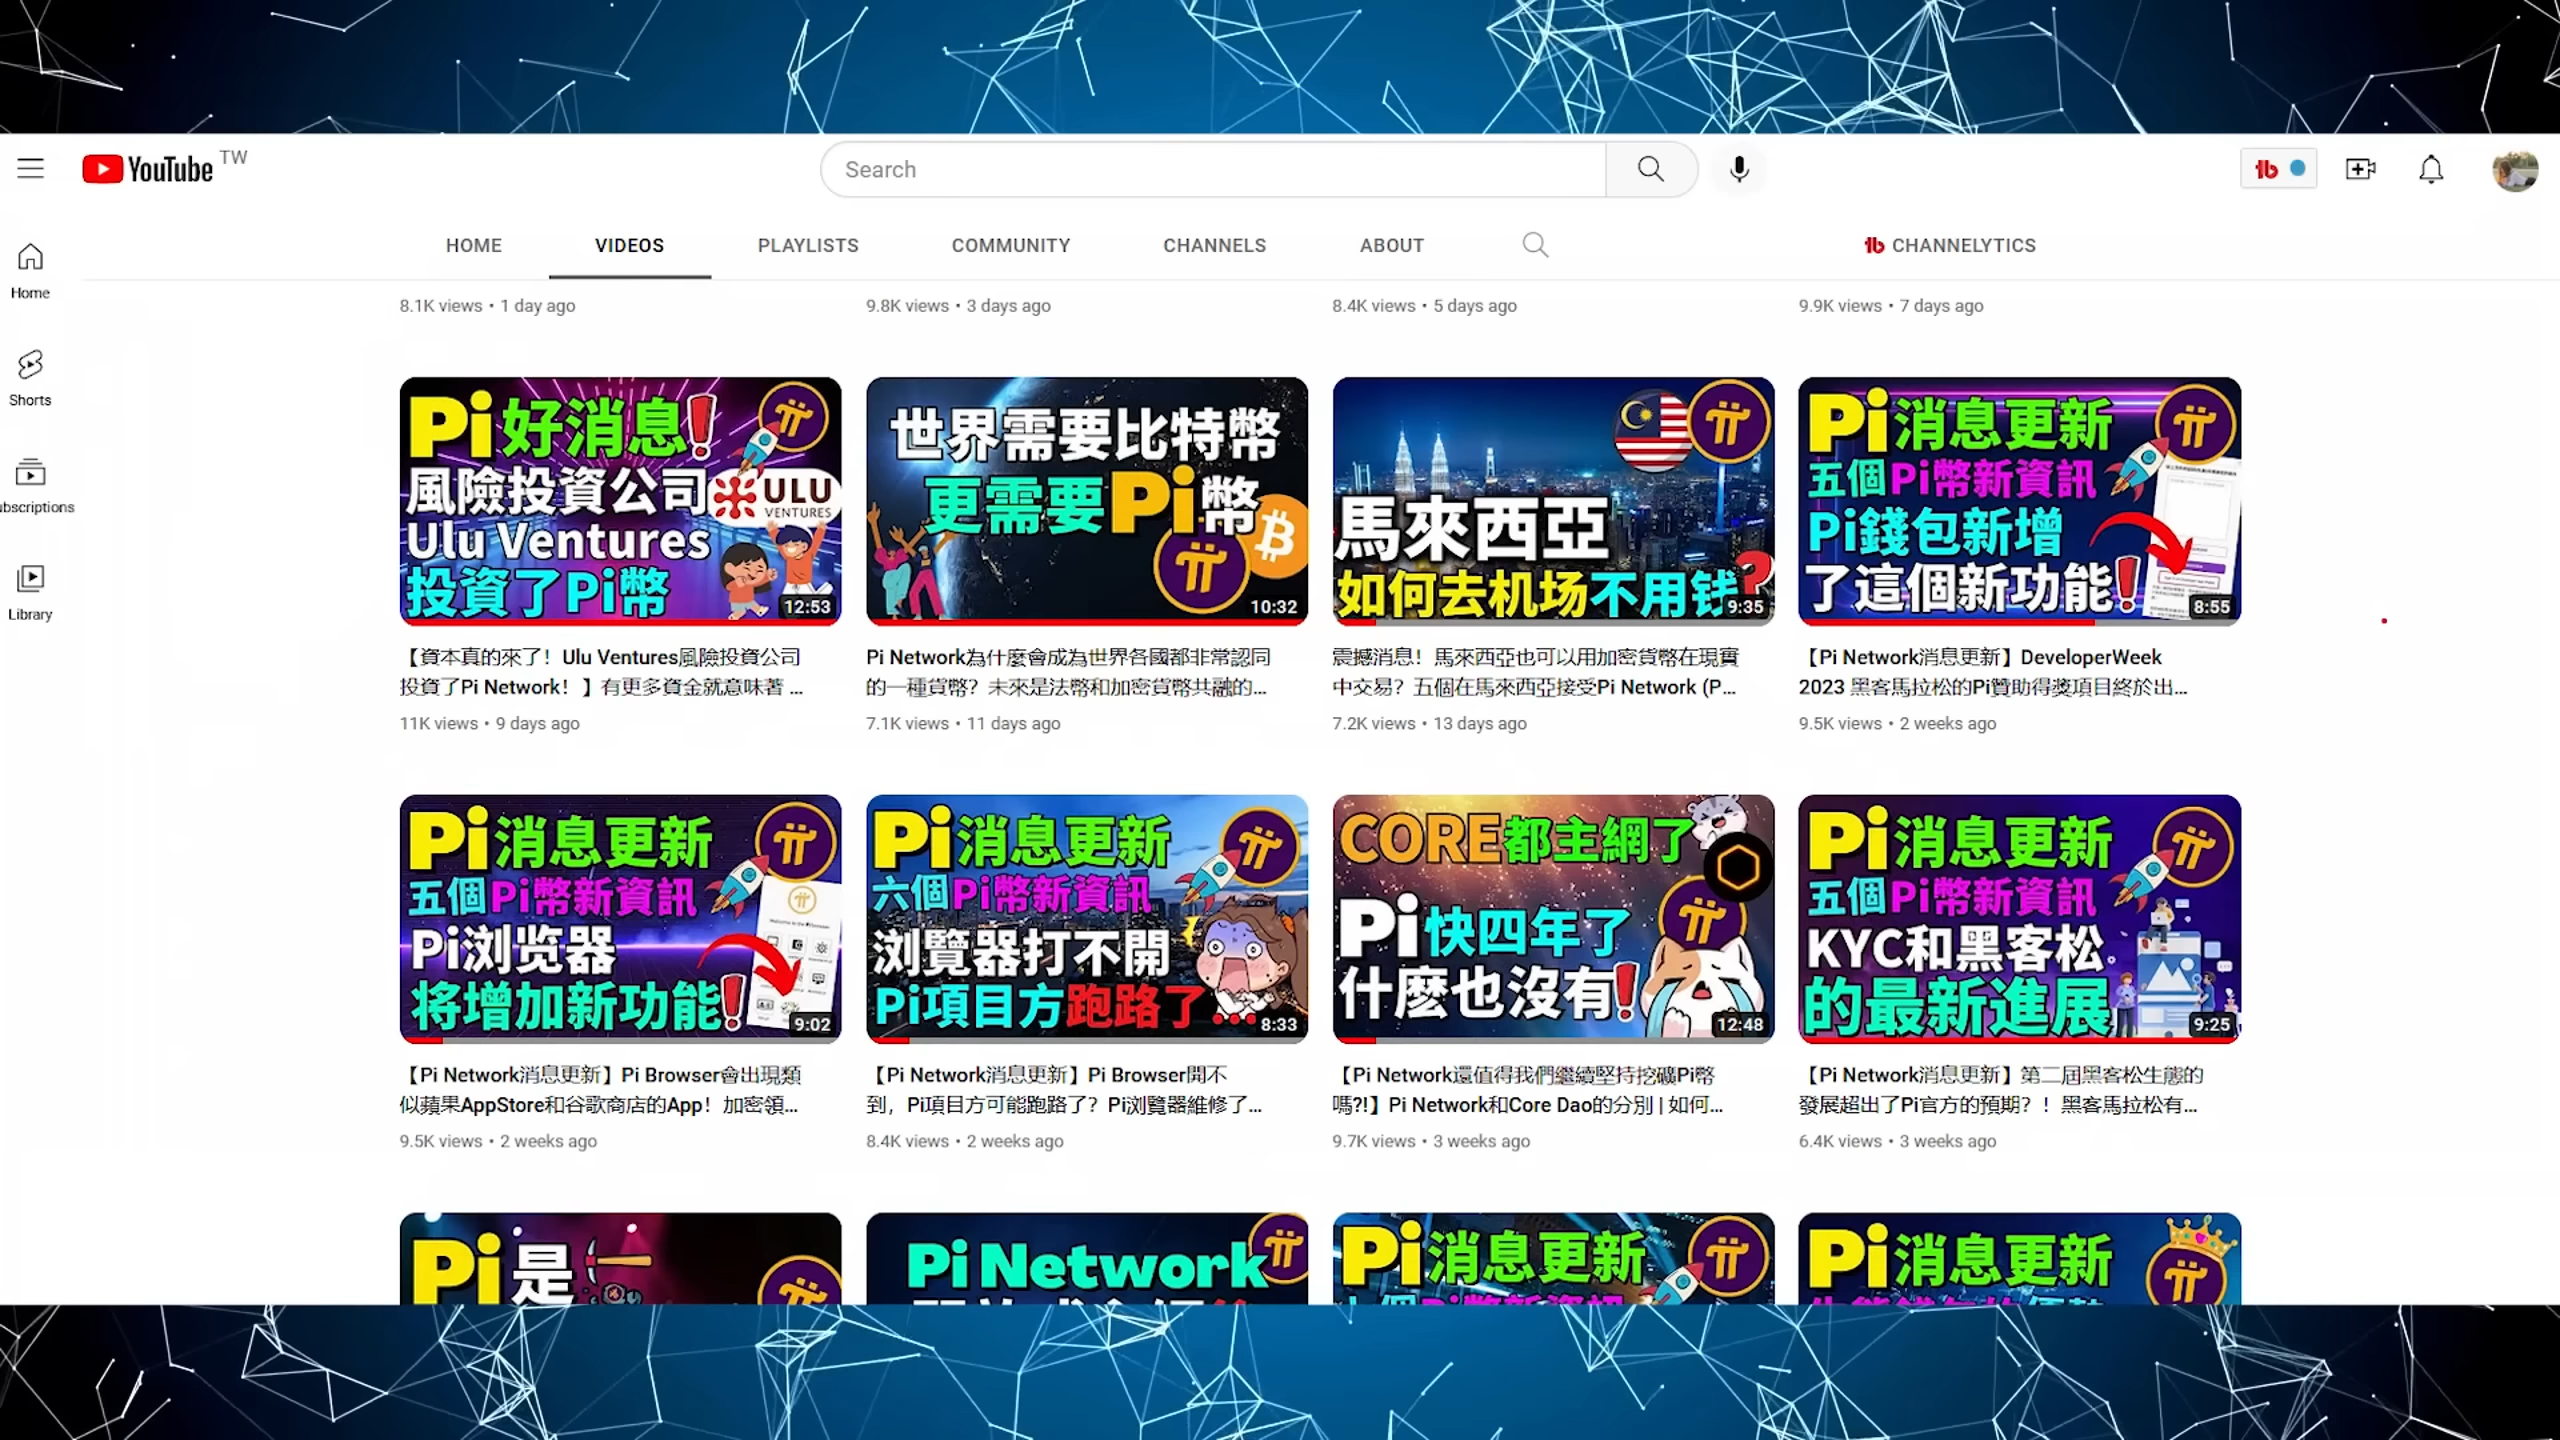 YouTube TW
Search
HOME
VIDEOS
PLAYLISTS
COMMUNITY
CHANNELS
ABOUT
CHANNELYTICS
Home
Shorts
ubscriptions
Library
8.1K views • 1 day ago
9.8K views • 3 days ago
8.4K views • 5 days ago
9.9K views • 7 days ago
Pi好消息!
風險投資公司
ULU VENTURES
Ulu Ventures
投資了Pi幣
12:53
世界需要比特幣
更需要Pi幣
10:32
馬來西亞
如何去机场不用钱?
9:35
Pi消息更新
五個Pi幣新資訊
Pi錢包新增
了這個新功能!
8:55
【資本真的來了！Ulu Ventures風險投資公司
投資了Pi Network！】有更多資金就意味著 ...
11K views • 9 days ago
Pi Network為什麼會成為世界各國都非常認同
的一種貨幣？未來是法幣和加密貨幣共融的...
7.1K views • 11 days ago
震撼消息！馬來西亞也可以用加密貨幣在現實
中交易？五個在馬來西亞接受Pi Network (P...
7.2K views • 13 days ago
【Pi Network消息更新】DeveloperWeek
2023 黑客馬拉松的Pi贊助得獎項目終於出...
9.5K views • 2 weeks ago
Pi消息更新
五個Pi幣新資訊
Pi浏览器
将增加新功能!
9:02
Pi消息更新
六個Pi幣新資訊
浏覽器打不開
Pi項目方跑路了...
8:33
CORE都主網了
Pi快四年了
什麽也沒有!
12:48
Pi消息更新
五個Pi幣新資訊
KYC和黑客松
的最新進展
9:25
【Pi Network消息更新】Pi Browser會出現類
似蘋果AppStore和谷歌商店的App！加密領...
9.5K views • 2 weeks ago
【Pi Network消息更新】Pi Browser開不
到，Pi項目方可能跑路了？Pi浏覽器維修了...
8.4K views • 2 weeks ago
【Pi Network還值得我們繼續堅持挖礦Pi幣
嗎?!】Pi Network和Core Dao的分別 | 如何...
9.7K views • 3 weeks ago
【Pi Network消息更新】第二屆黑客松生態的
發展超出了Pi官方的預期？！黑客馬拉松有...
6.4K views • 3 weeks ago
Pi是
Pi Network
Pi消息更新
Pi消息更新